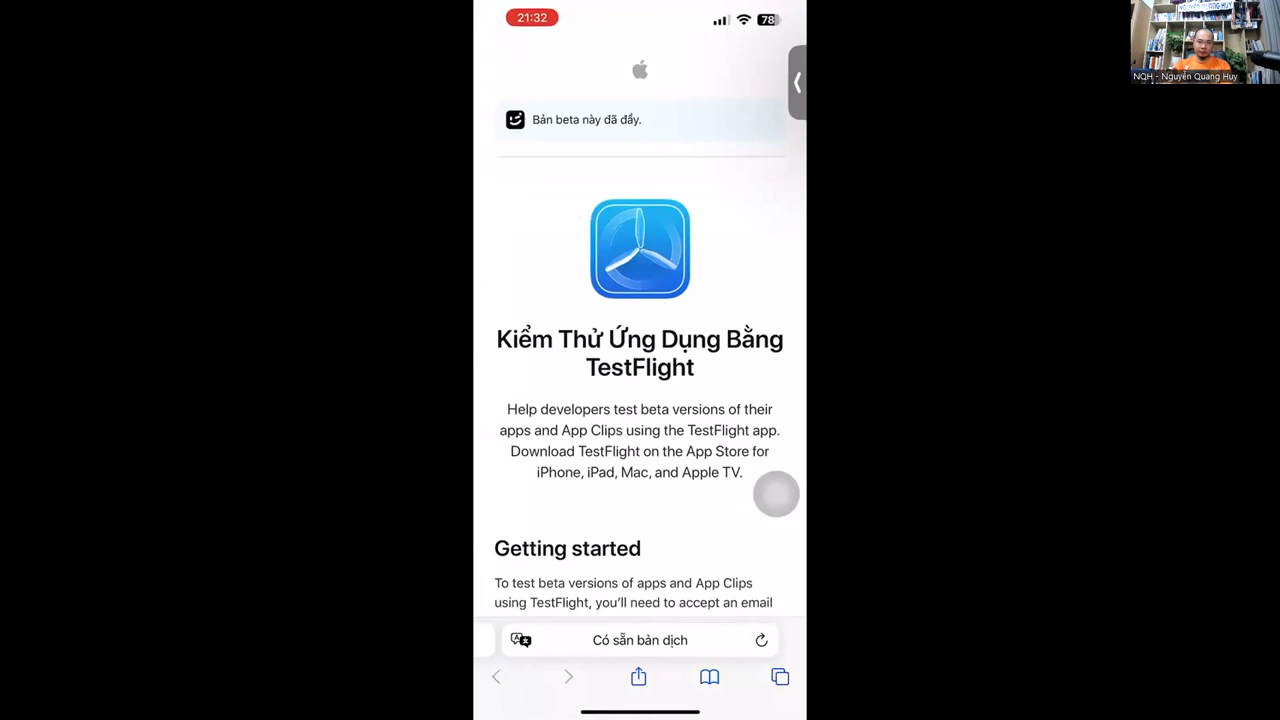 21:32
78
Bản beta này đã đầy.
Kiểm Thử Ứng Dụng Bằng
TestFlight
Help developers test beta versions of their
apps and App Clips using the TestFlight app.
Download TestFlight on the App Store for
iPhone, iPad, Mac, and Apple TV.
Getting started
To test beta versions of apps and App Clips
using TestFlight, you’ll need to accept an email
Có sẵn bản dịch
NGUYỄN QUANG HUY
NQH - Nguyễn Quang Huy